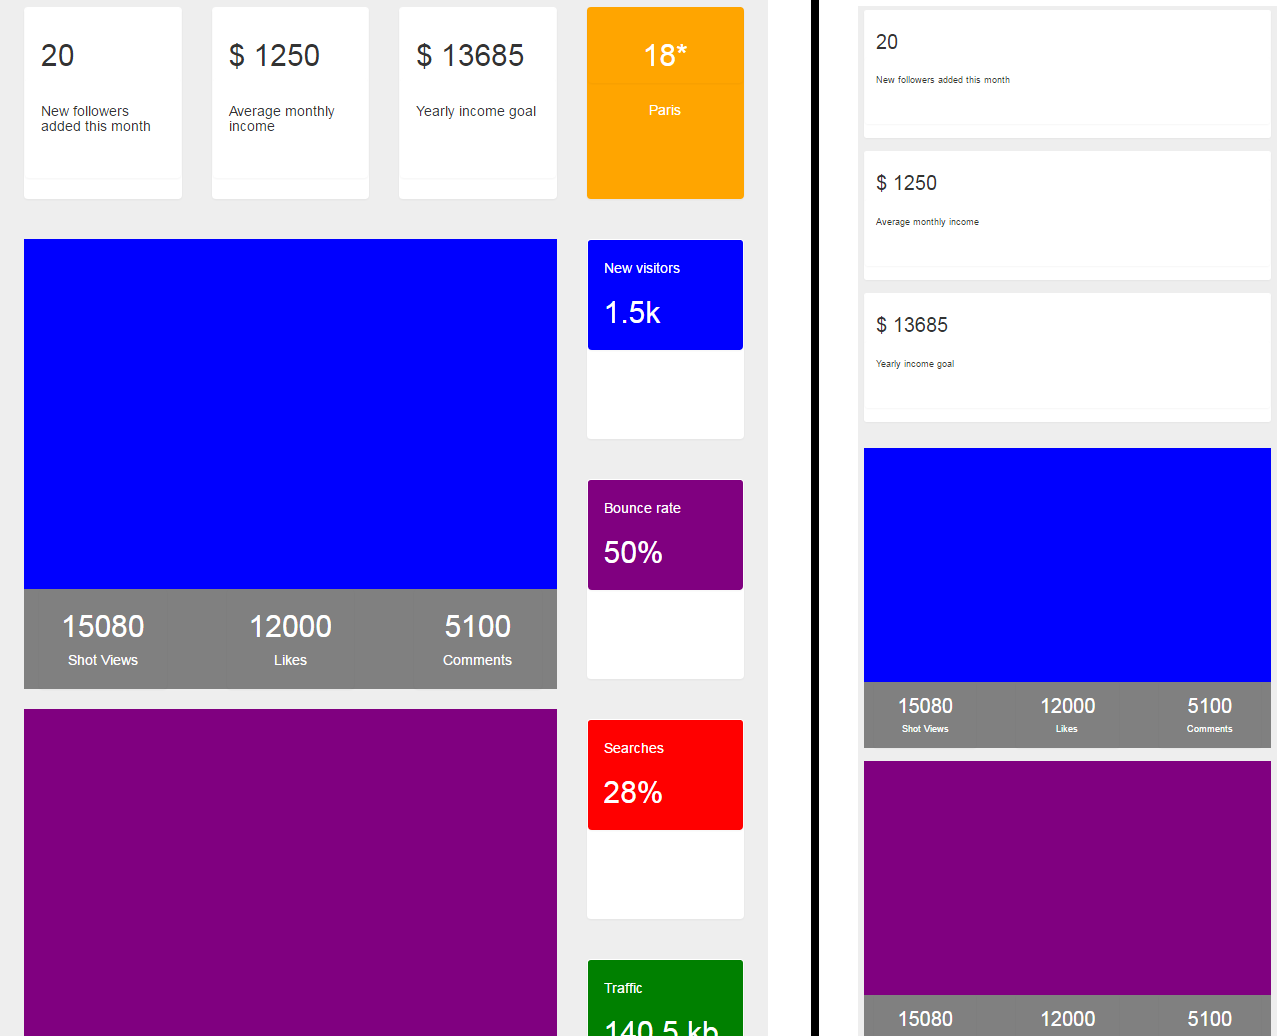 20
New followers
added this month
$ 1250
Average monthly
income
$ 13685
Yearly income goal
18*
Paris
New visitors
1.5k
15080
Shot Views
12000
Likes
5100
Comments
Bounce rate
50%
Searches
28%
Traffic
140.5 kb
20
New followers added this month
$ 1250
Average monthly income
$ 13685
Yearly income goal
15080
Shot Views
12000
Likes
5100
Comments
15080
12000
5100